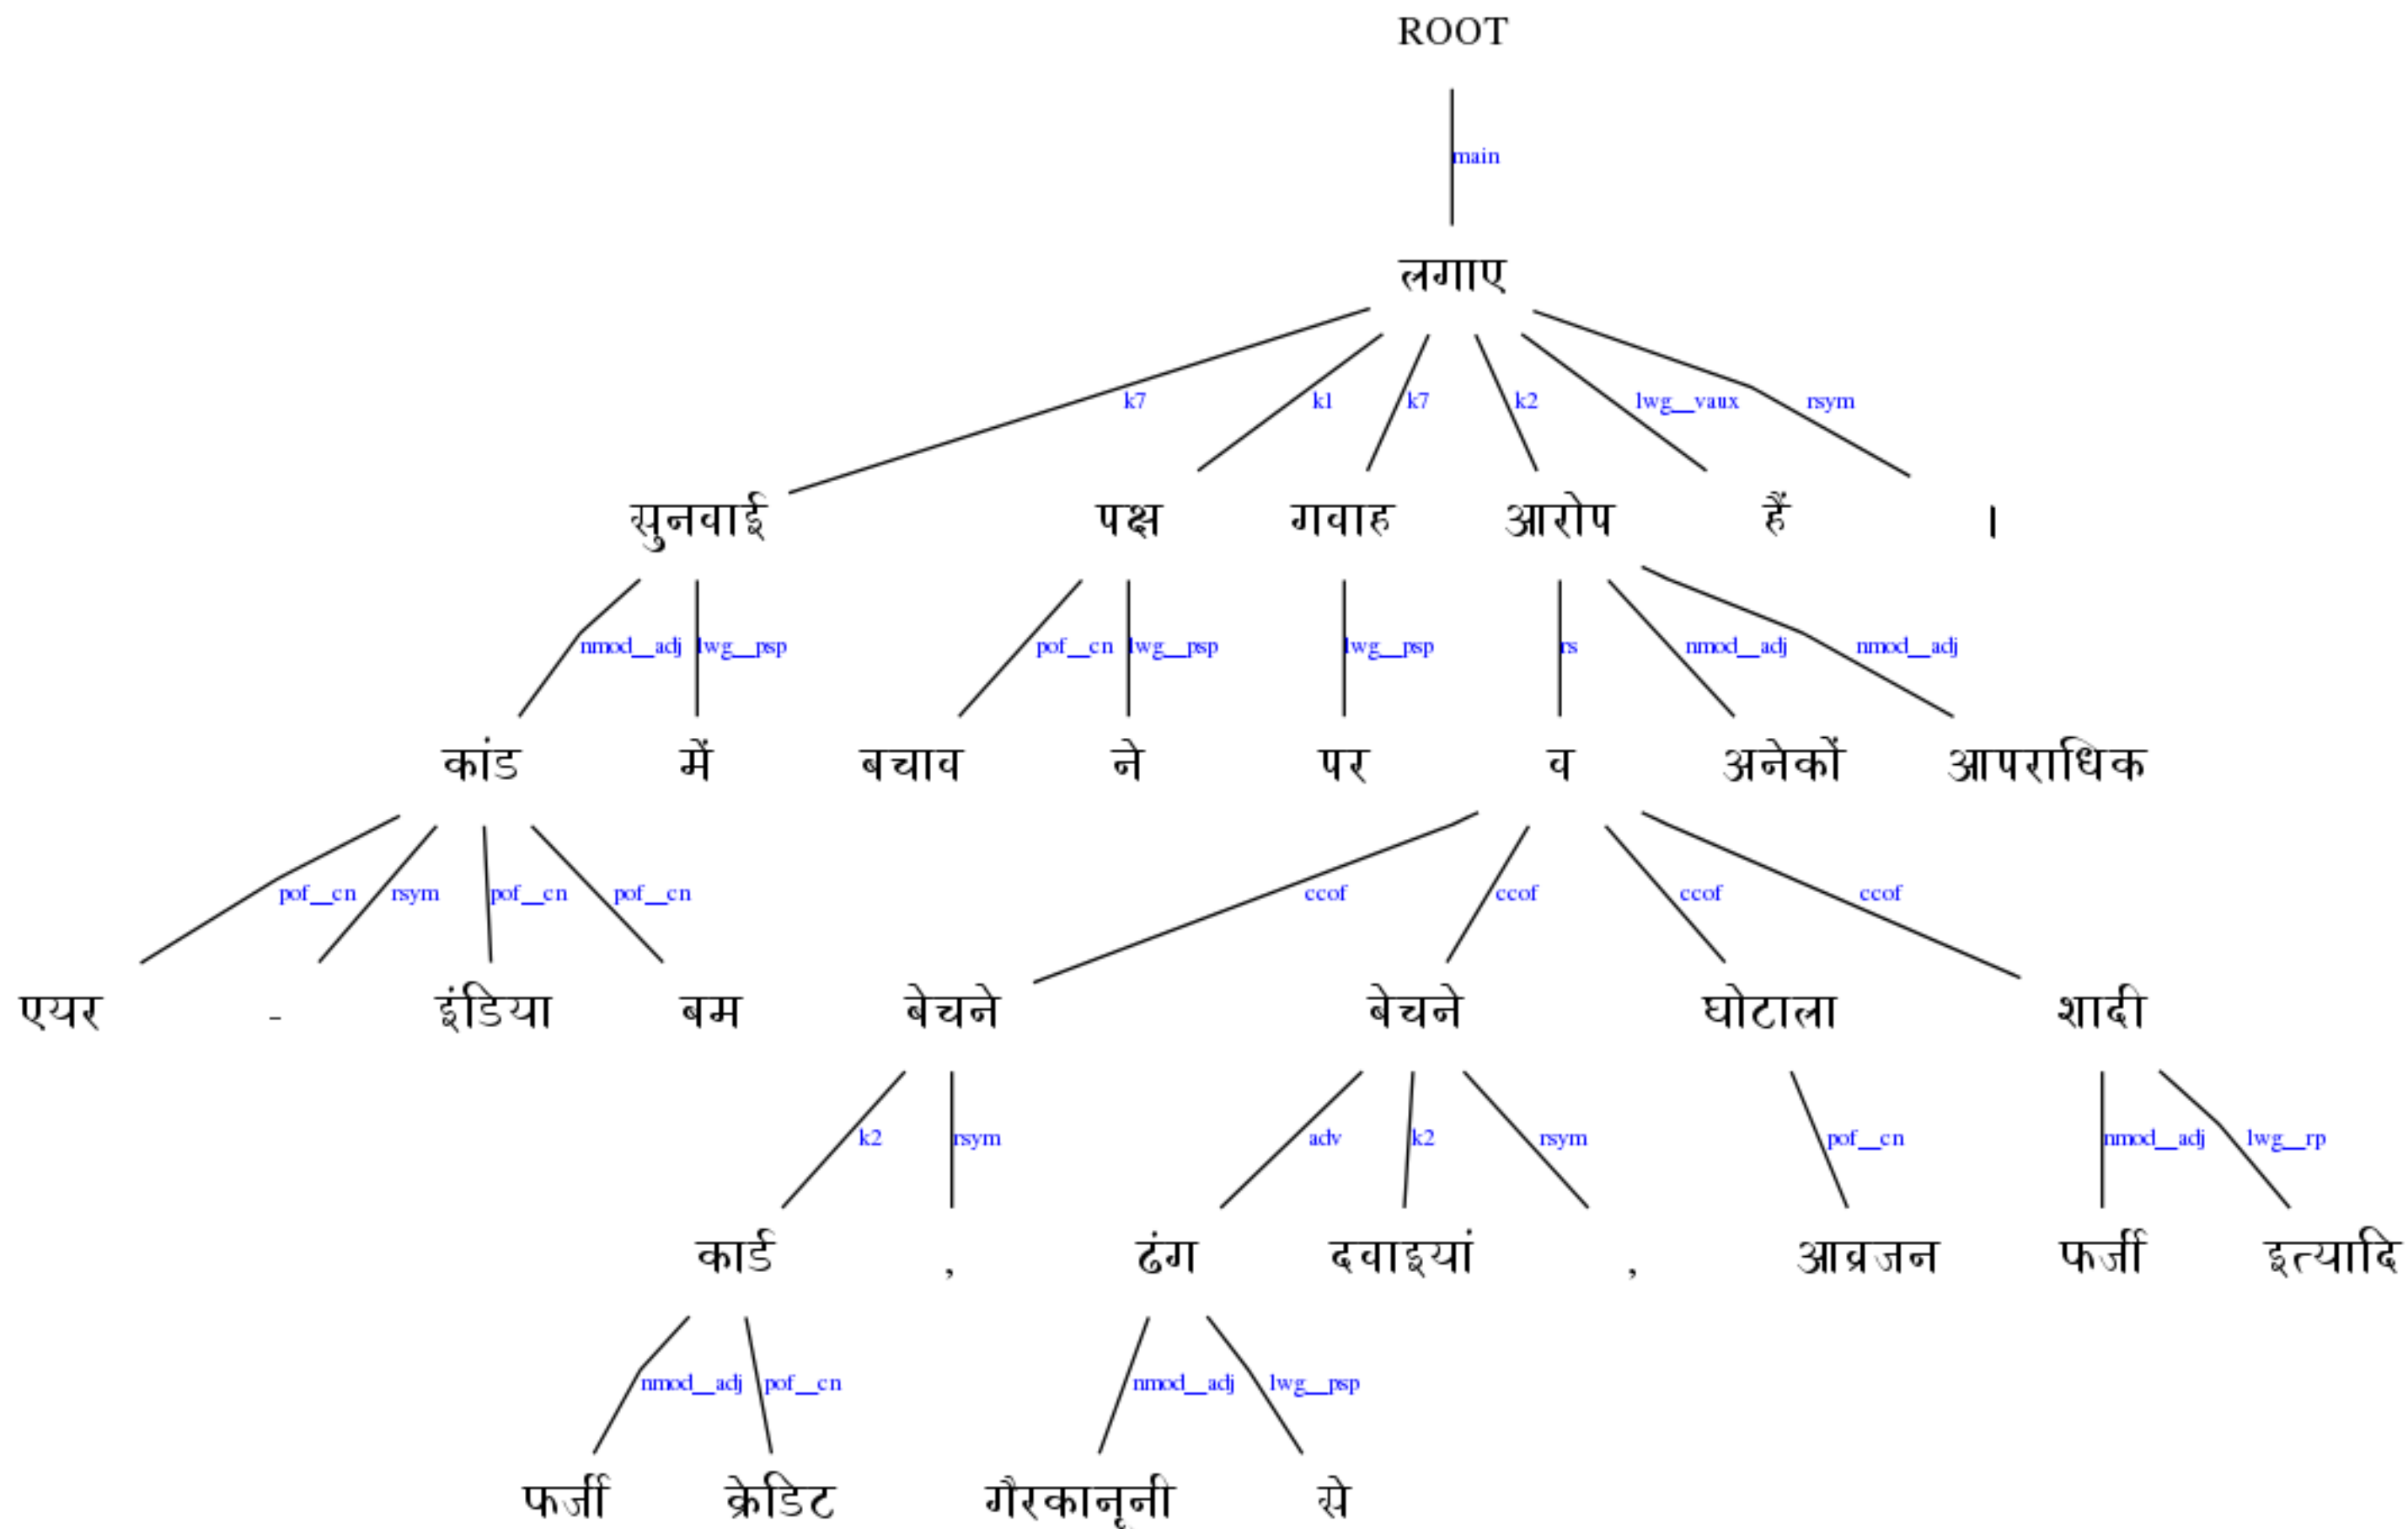 ROOT
main
लगाए
k7 k1 k7 k2 lwg__vaux rsym
सुनवाई पक्ष गवाह आरोप हैं ।
nmod__adj lwg__psp pof__cn lwg__psp lwg__psp rs nmod__adj nmod__adj
कांड में बचाव ने पर व अनेकों आपराधिक
pof__cn rsym pof__cn pof__cn ccof ccof ccof ccof
एयर - इंडिया बम बेचने बेचने घोटाला शादी
k2 rsym adv k2 rsym pof__cn nmod__adj lwg__rp
कार्ड , ढंग दवाइयां , आव्रजन फर्जी इत्यादि
nmod__adj pof__cn nmod__adj lwg__psp
फर्जी क्रेडिट गैरकानूनी से